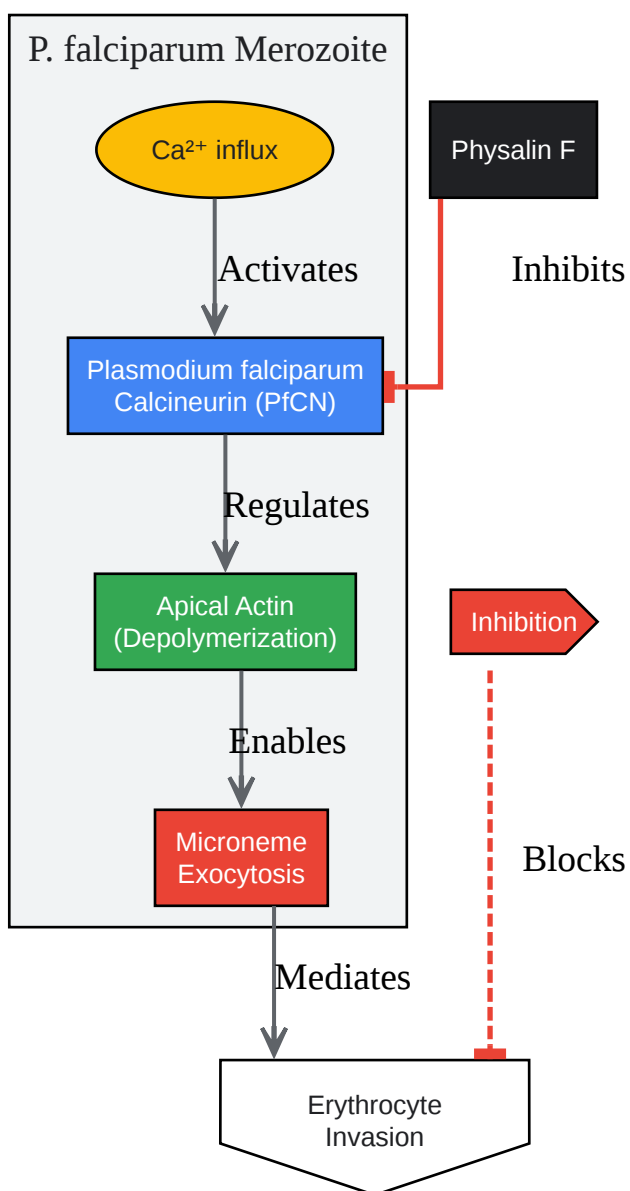 P. falciparum Merozoite
Ca²⁺ influx
Physalin F
Activates
Inhibits
Plasmodium falciparum
Calcineurin (PfCN)
Regulates
Apical Actin
(Depolymerization)
Inhibition
Enables
Microneme
Exocytosis
Blocks
Mediates
Erythrocyte
Invasion